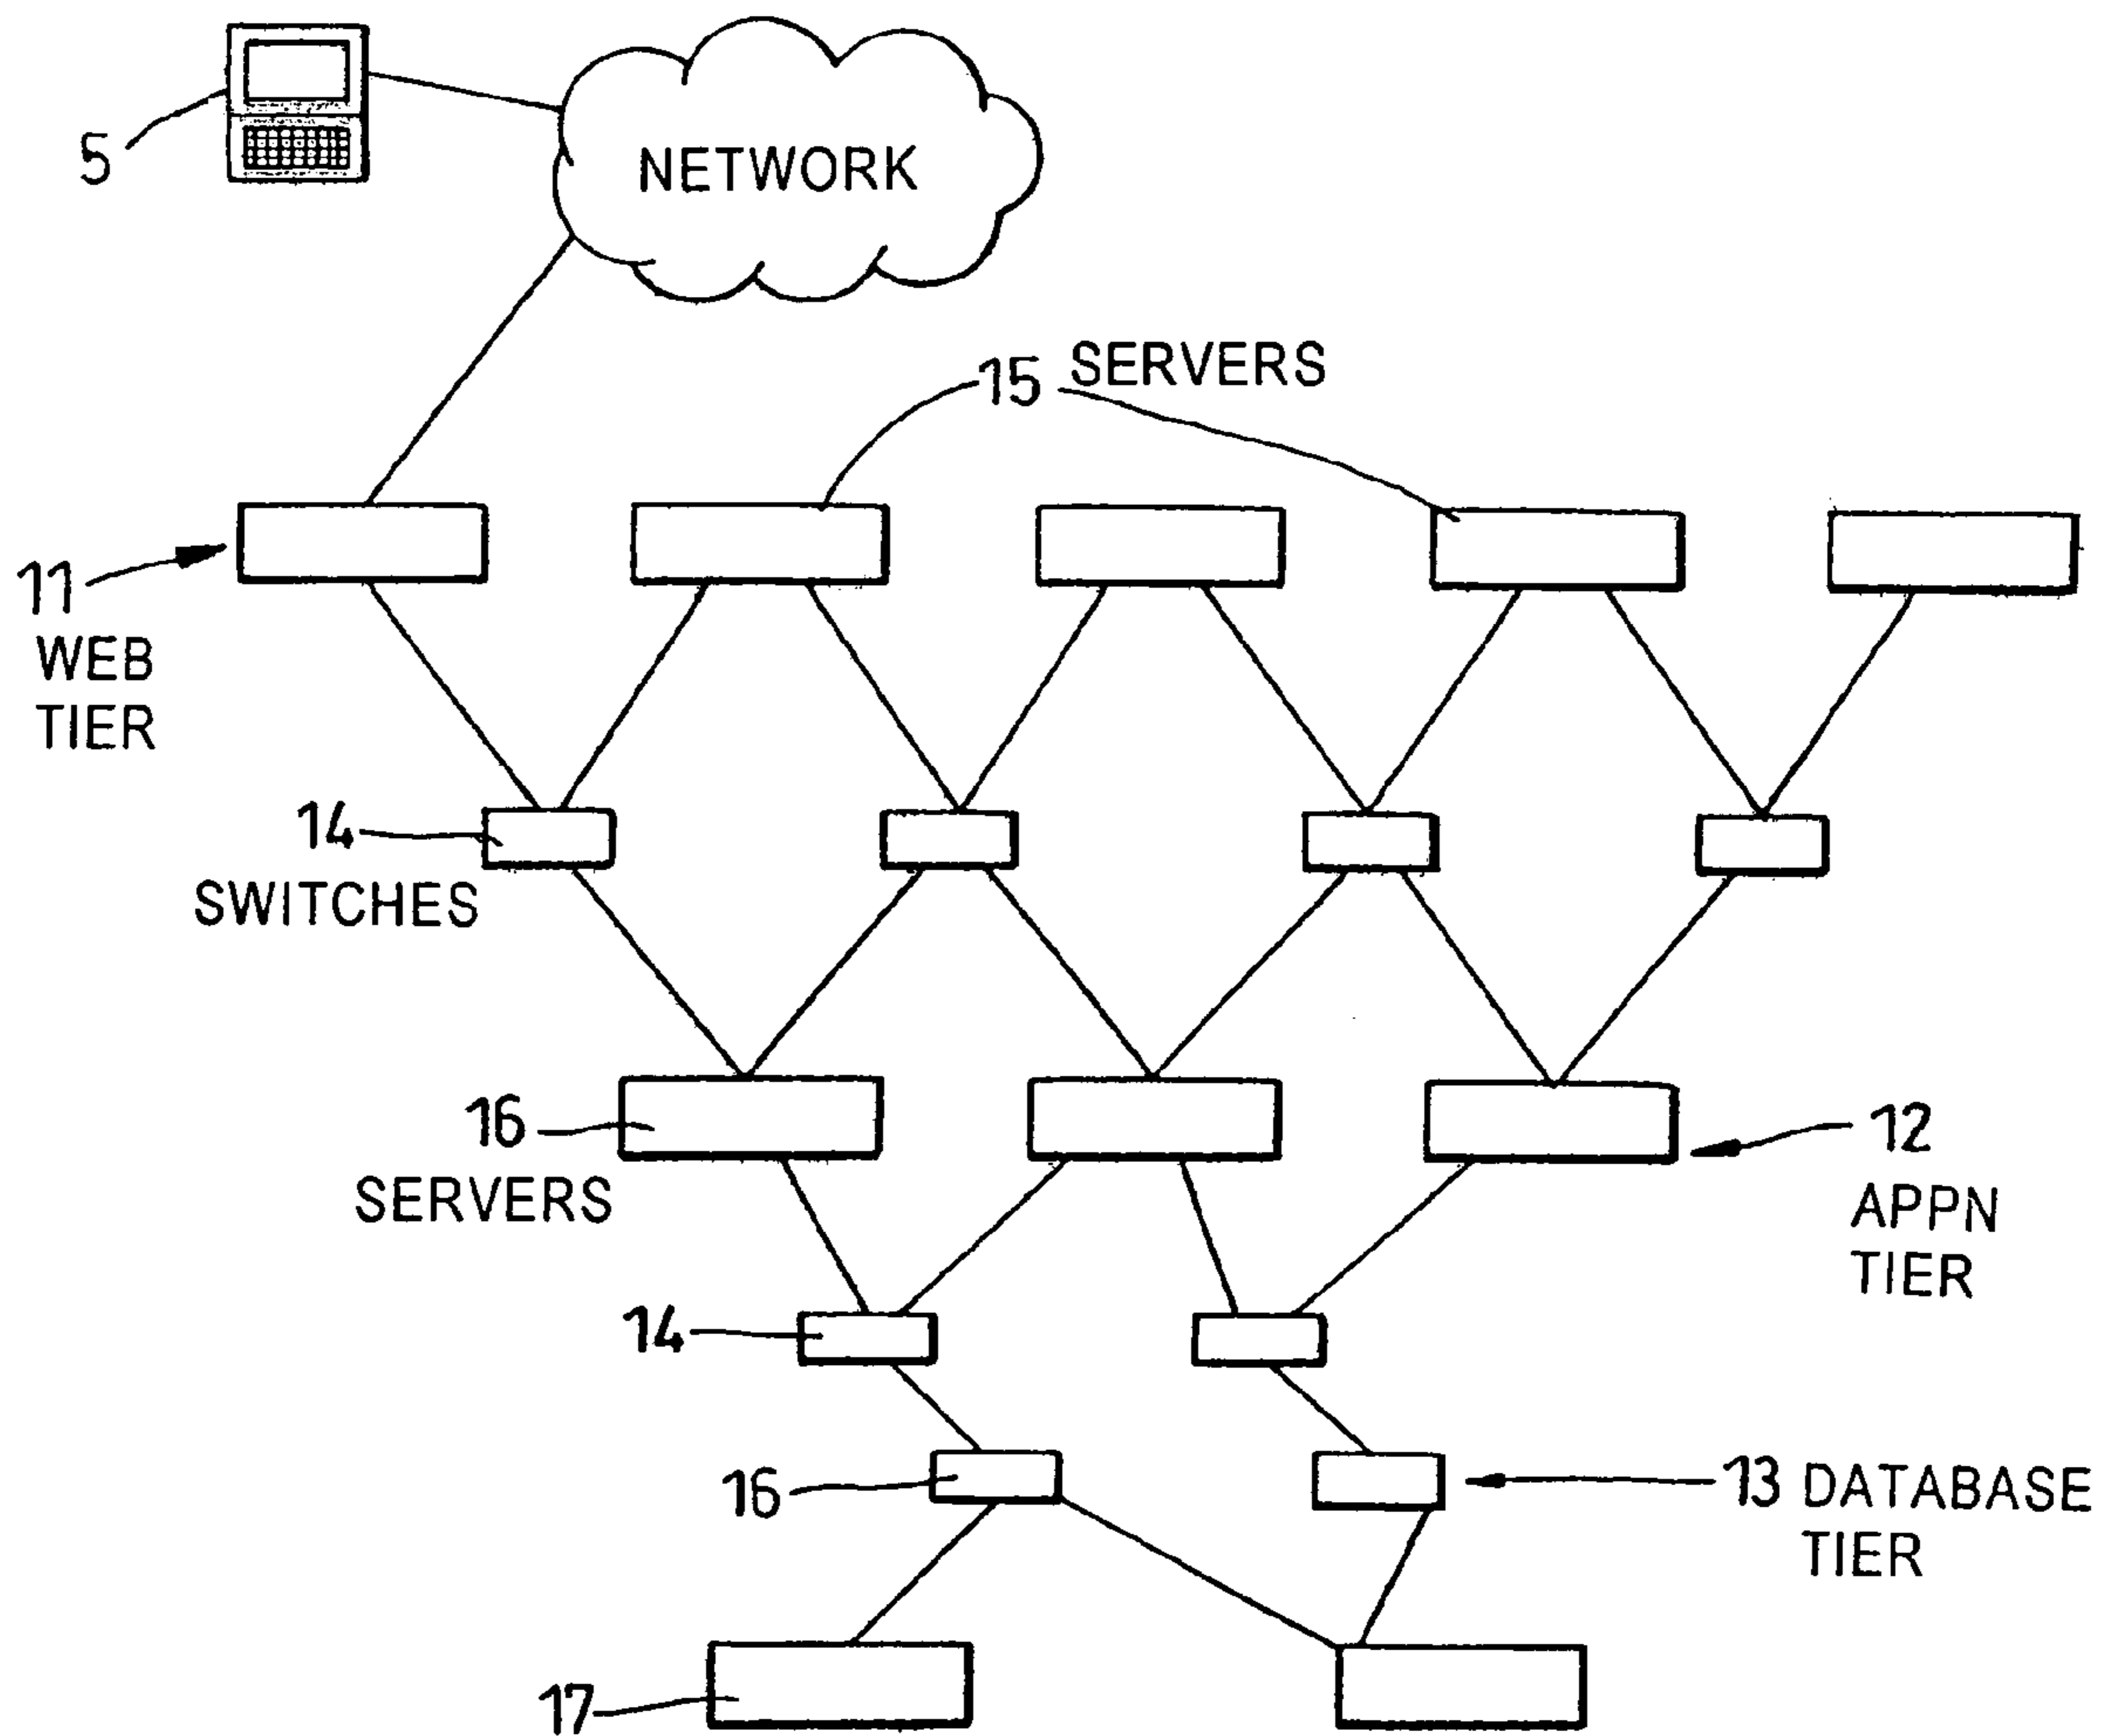 5
NETWORK
15 SERVERS
11
WEB
TIER
14
SWITCHES
16
SERVERS
12
APPN
TIER
14
16
13 DATABASE
TIER
17